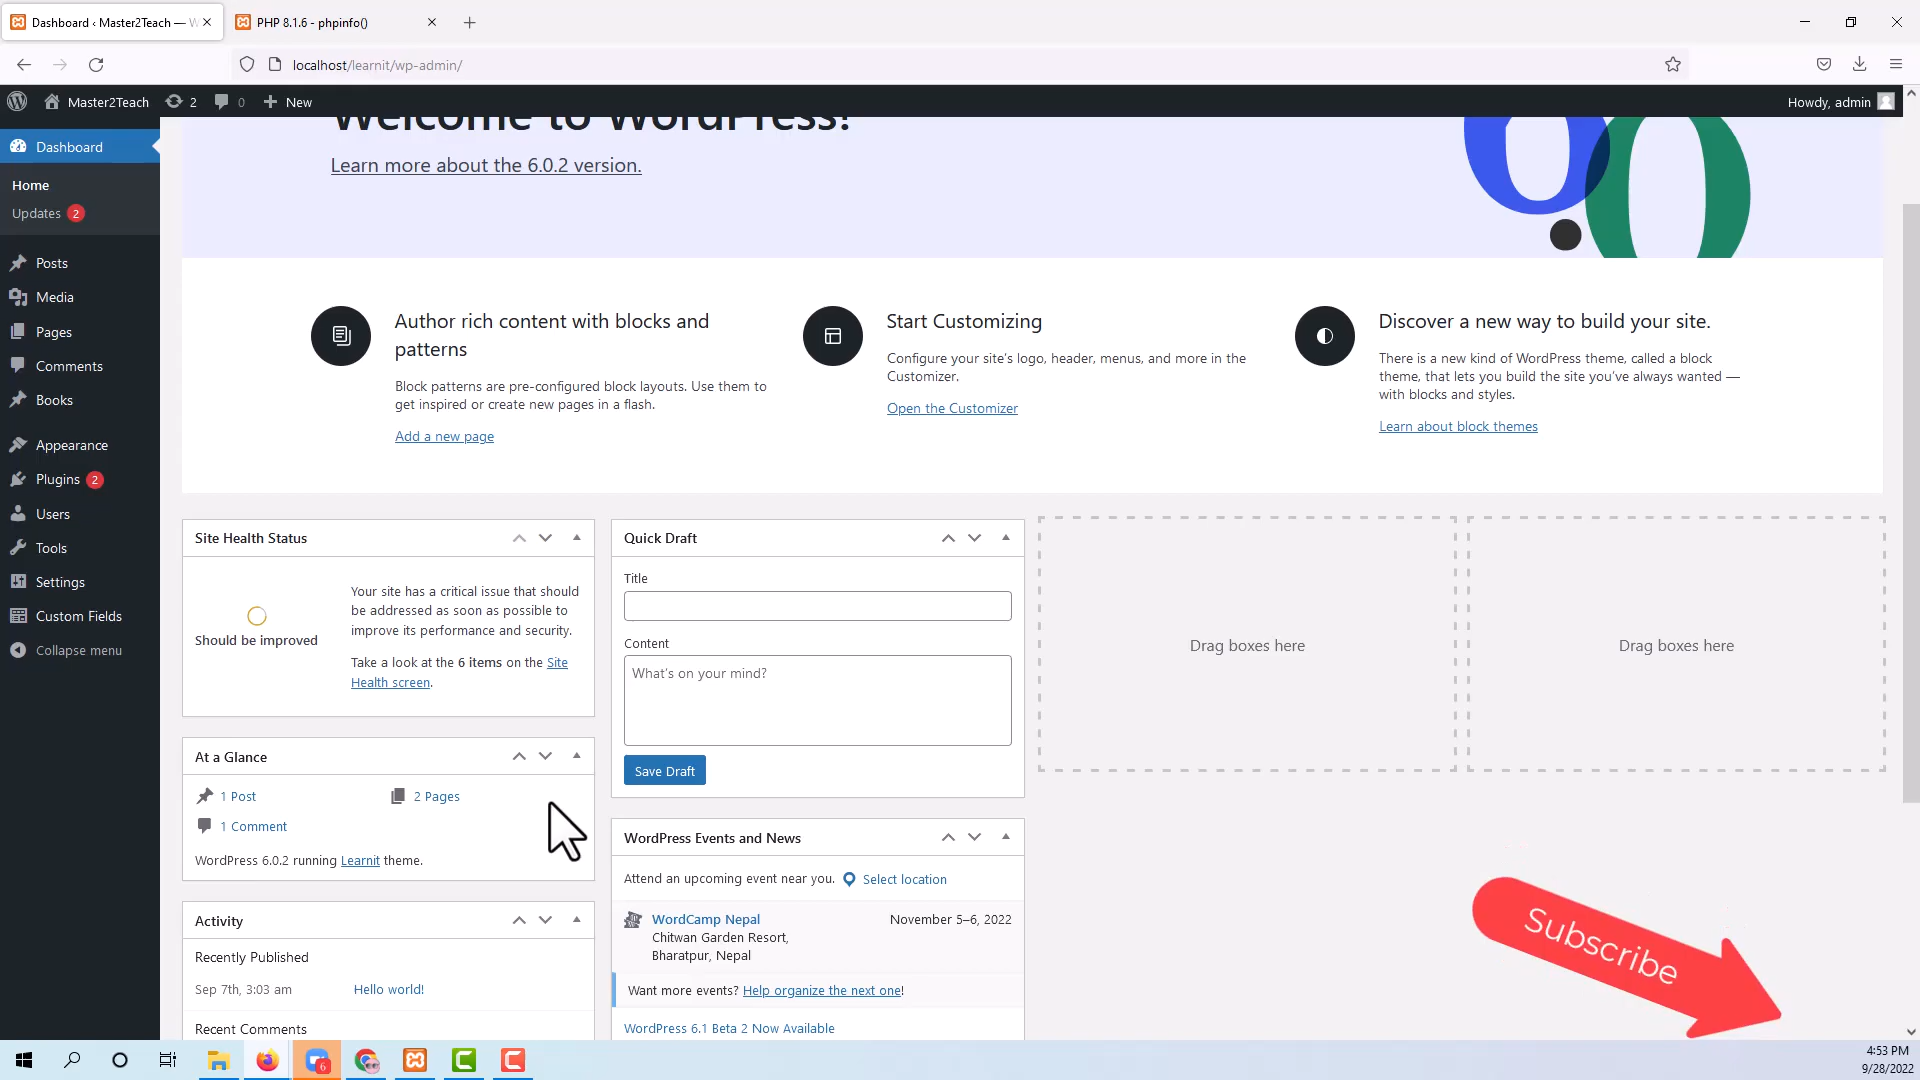 Dashboard ‹ Master2Teach — W
PHP 8.1.6 - phpinfo()
localhost/learnit/wp-admin/
Master2Teach
2
0
New
Howdy, admin
Dashboard
Home
Updates 2
Posts
Media
Pages
Comments
Books
Appearance
Plugins 2
Users
Tools
Settings
Custom Fields
Collapse menu
Welcome to WordPress!
Learn more about the 6.0.2 version.
Author rich content with blocks and
patterns
Block patterns are pre-configured block layouts. Use them to
get inspired or create new pages in a flash.
Add a new page
Start Customizing
Configure your site's logo, header, menus, and more in the
Customizer.
Open the Customizer
Discover a new way to build your site.
There is a new kind of WordPress theme, called a block
theme, that lets you build the site you've always wanted —
with blocks and styles.
Learn about block themes
Site Health Status
Should be improved
Your site has a critical issue that should
be addressed as soon as possible to
improve its performance and security.
Take a look at the 6 items on the Site
Health screen.
At a Glance
1 Post
2 Pages
1 Comment
WordPress 6.0.2 running Learnit theme.
Activity
Recently Published
Sep 7th, 3:03 am
Hello world!
Recent Comments
Quick Draft
Title
Content
What's on your mind?
Save Draft
WordPress Events and News
Attend an upcoming event near you.
Select location
WordCamp Nepal
November 5–6, 2022
Chitwan Garden Resort,
Bharatpur, Nepal
Want more events? Help organize the next one!
WordPress 6.1 Beta 2 Now Available
Drag boxes here
Drag boxes here
Subscribe
6
4:53 PM
9/28/2022